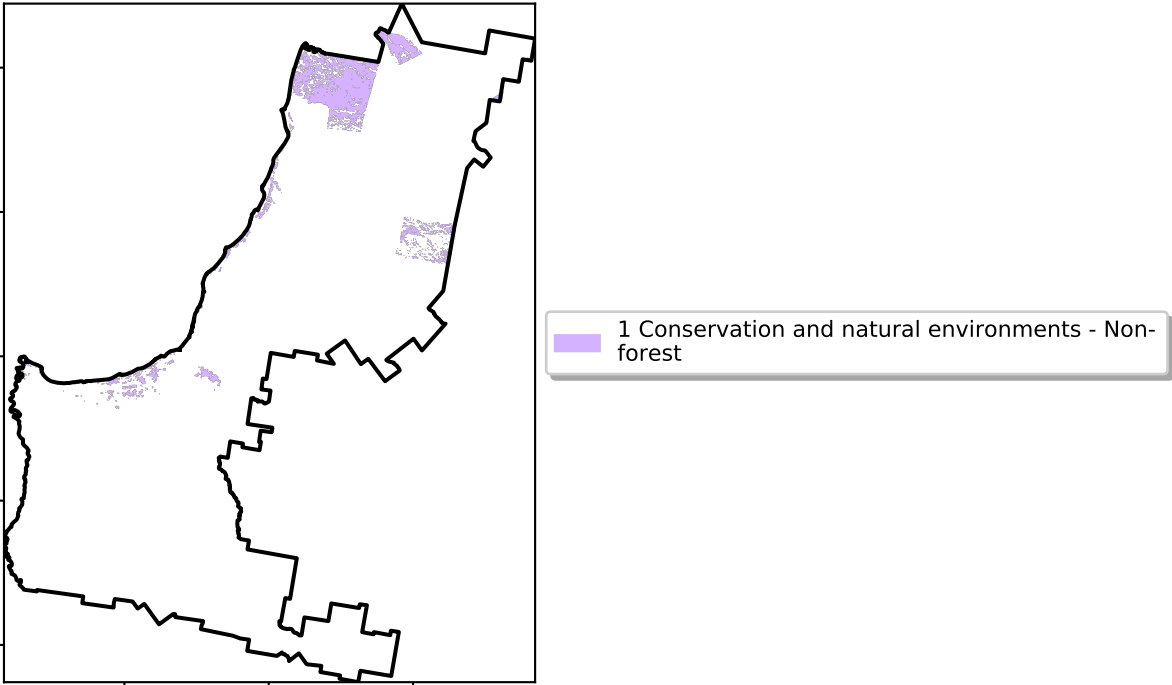 1 Conservation and natural environments - Non-
forest